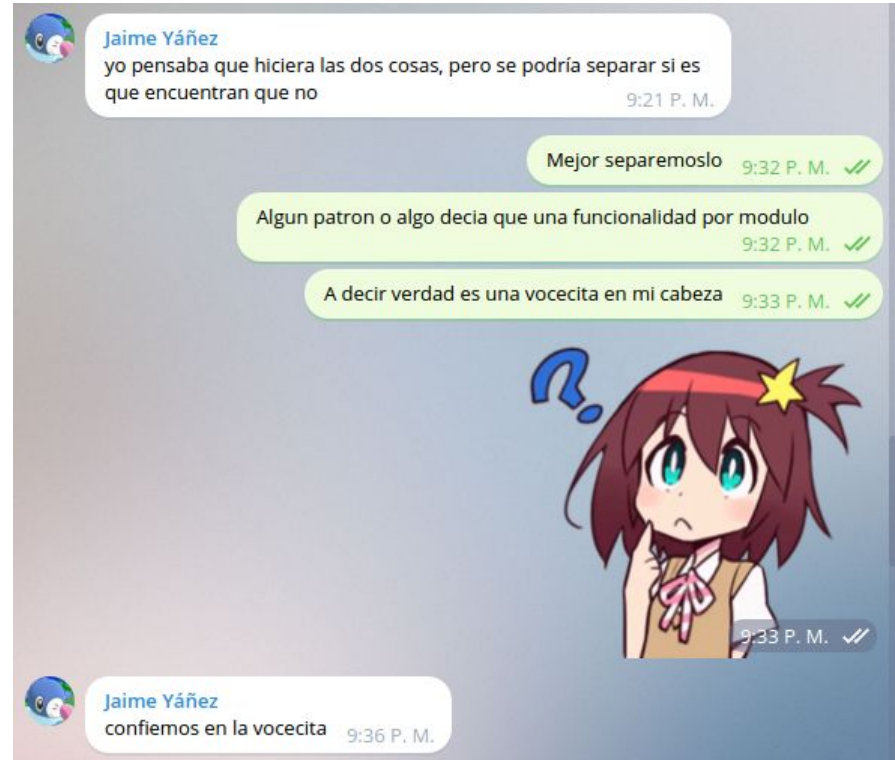 Jaime Yáñez
yo pensaba que hiciera las dos cosas, pero se podría separar si es
que encuentran que no
9:21 P. M.
Mejor separemoslo 9:32 P. M.
Algun patron o algo decia que una funcionalidad por modulo
9:32 P. M.
A decir verdad es una vocecita en mi cabeza 9:33 P. M.
?
9:33 P. M.
Jaime Yáñez
confiemos en la vocecita 9:36 P. M.